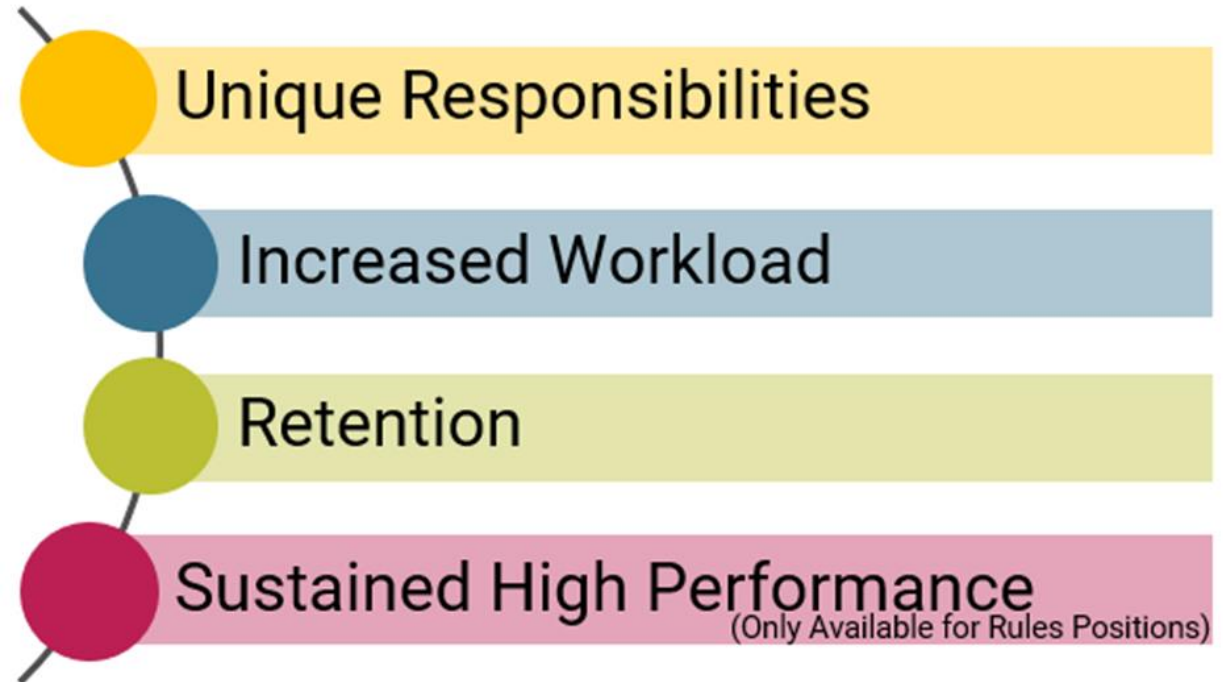 Unique Responsibilities
Increased Workload
Retention
Sustained High Performance
(Only Available for Rules Positions)